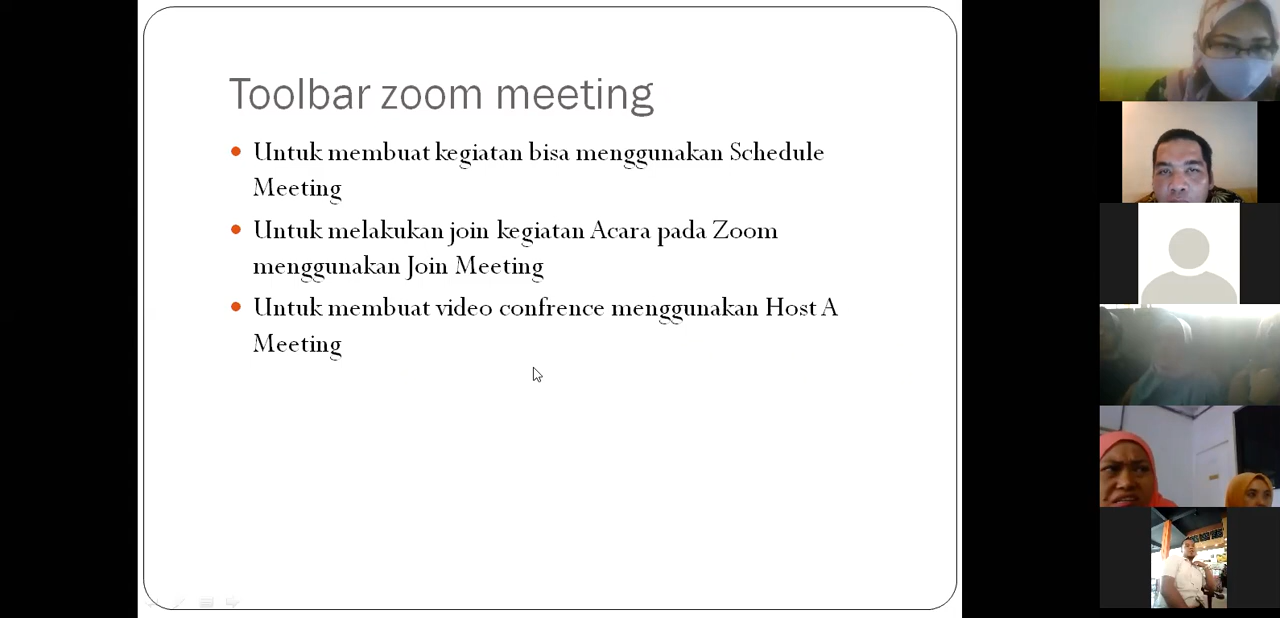 Toolbar zoom meeting
Untuk membuat kegiatan bisa menggunakan Schedule
Meeting
Untuk melakukan join kegiatan Acara pada Zoom
menggunakan Join Meeting
Untuk membuat video confrence menggunakan Host A
Meeting